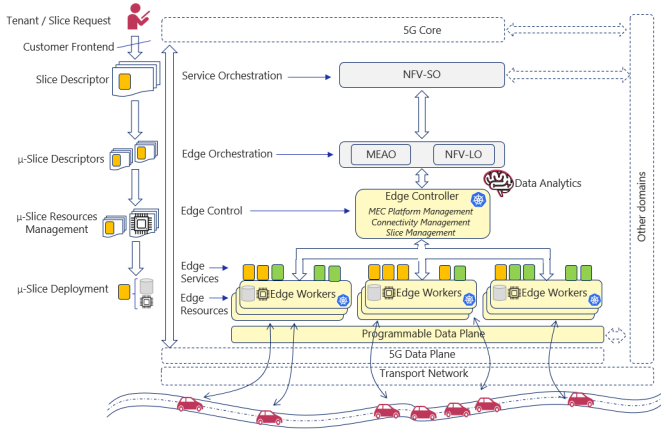 Tenant / Slice Request
Customer Frontend
Slice Descriptor
µ-Slice Descriptors
µ-Slice Resources
Management
µ-Slice Deployment
5G Core
Service Orchestration
NFV-SO
Edge Orchestration
MEAO
NFV-LO
Data Analytics
Edge Control
Edge Controller
MEC Platform Management
Connectivity Management
Slice Management
Edge
Services
Edge
Resources
Edge Workers
Edge Workers
Edge Workers
Programmable Data Plane
5G Data Plane
Transport Network
Other domains